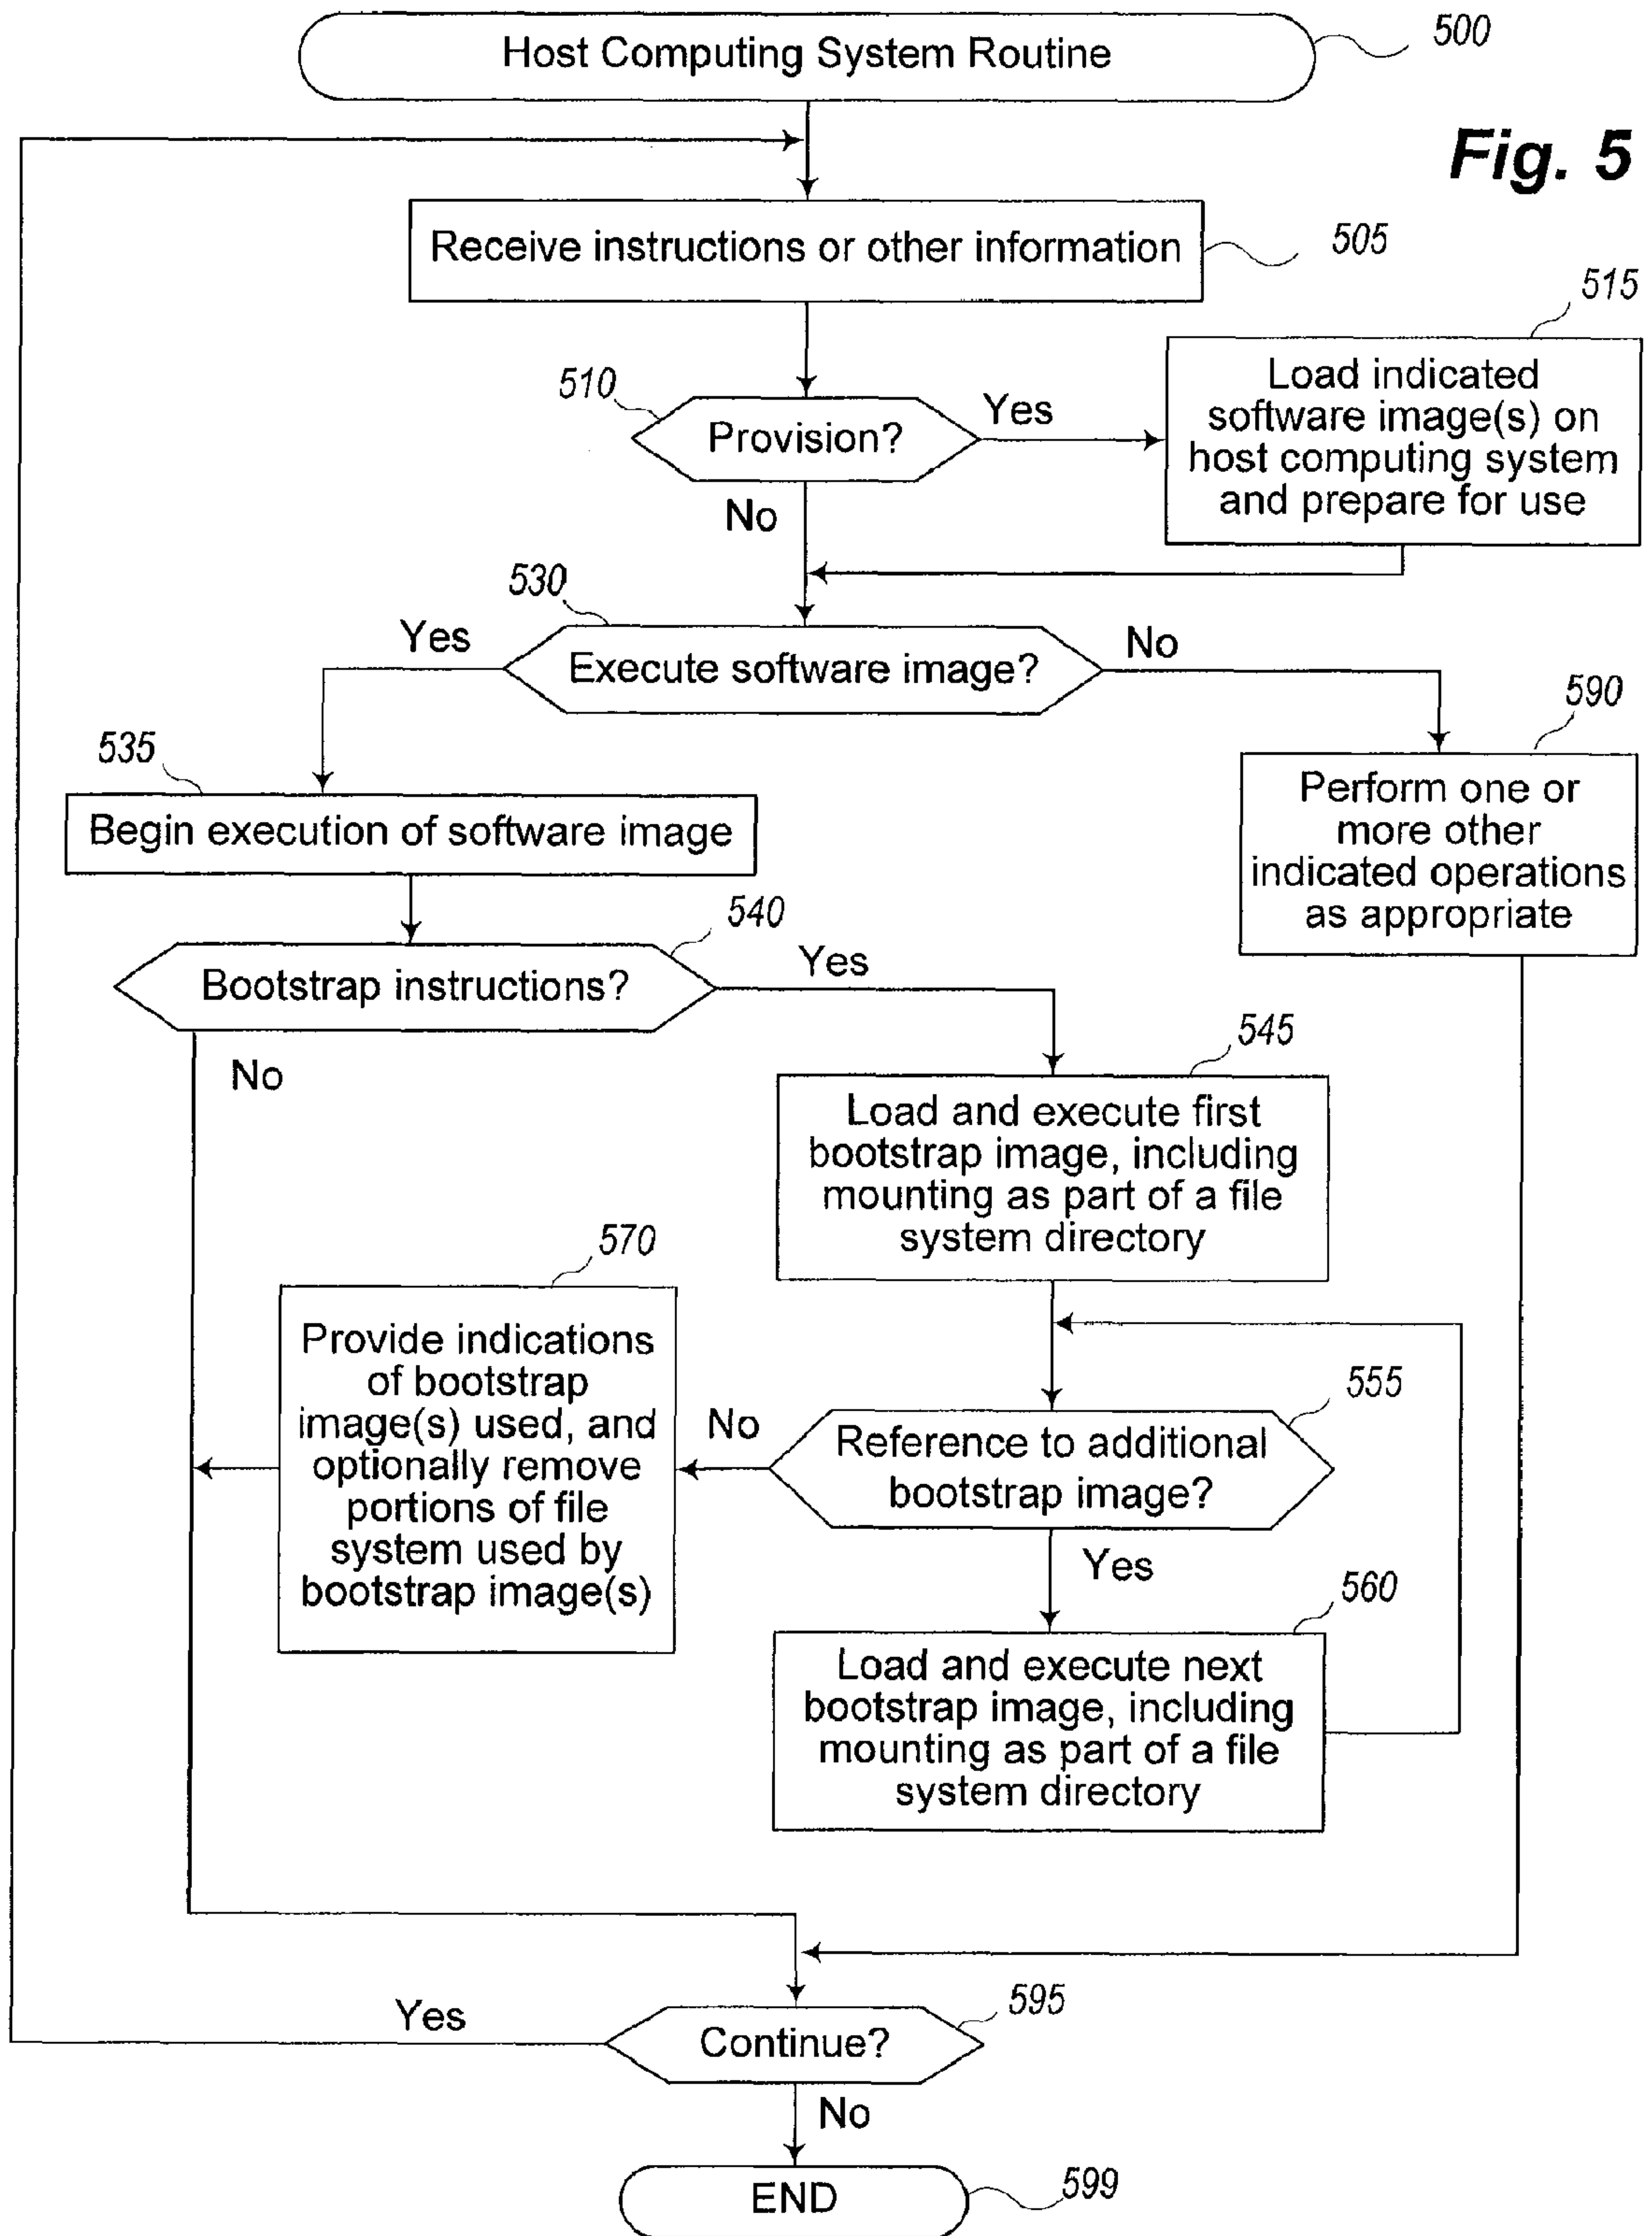 Host Computing System Routine
500
Fig. 5
Receive instructions or other information
505
515
Load indicated
software image(s) on
host computing system
and prepare for use
510
Provision?
Yes
No
530
Yes
Execute software image?
No
590
Perform one or
more other
indicated operations
as appropriate
535
Begin execution of software image
540
Bootstrap instructions?
Yes
No
545
Load and execute first
bootstrap image, including
mounting as part of a file
system directory
570
Provide indications
of bootstrap
image(s) used, and
optionally remove
portions of file
system used by
bootstrap image(s)
555
No
Reference to additional
bootstrap image?
Yes
560
Load and execute next
bootstrap image, including
mounting as part of a file
system directory
Yes
595
Continue?
No
END
599